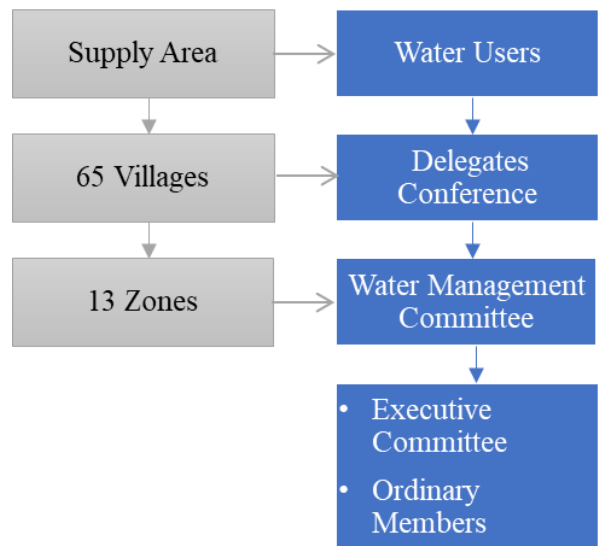 Supply Area
Water Users
65 Villages
Delegates
Conference
13 Zones
Water Management
Committee
• Executive
Committee
• Ordinary
Members